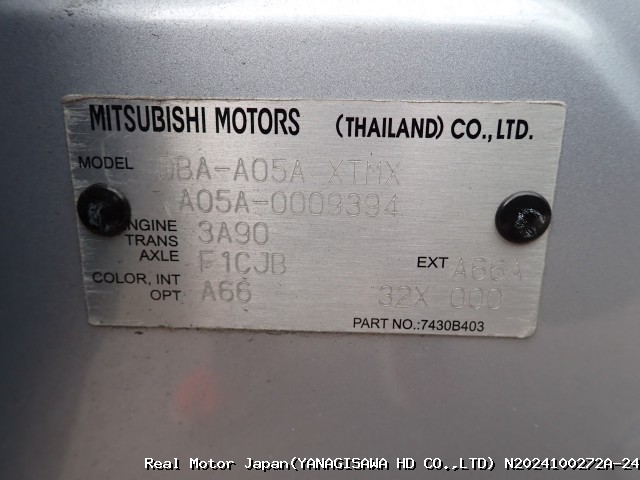 MITSUBISHI MOTORS (THAILAND) CO.,LTD.
MODEL DBA-A05A XTMX
A05A-0009394
ENGINE 3A90
TRANS
AXLE F1CJB
EXT A66A
COLOR, INT A66
OPT 32X 000
PART NO.:7430B403
Real Motor Japan(YANAGISAWA HD CO.,LTD) N2024100272A-24